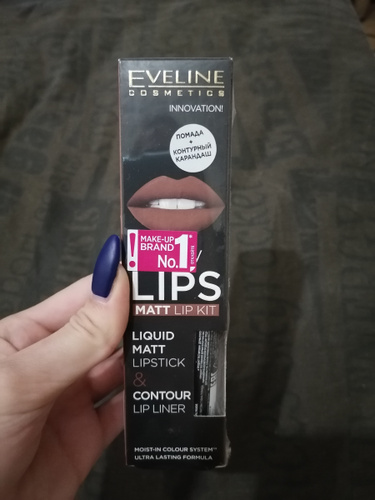 EVELINE
COSMETICS
INNOVATION!
ПОМАДА
+
КОНТУРНЫЙ
КАРАНДАШ
!
MAKE-UP
BRAND
No.1*
LIPS
MATT LIP KIT
LIQUID
MATT
LIPSTICK
&
CONTOUR
LIP LINER
MOIST-IN COLOUR SYSTEM™
ULTRA LASTING FORMULA